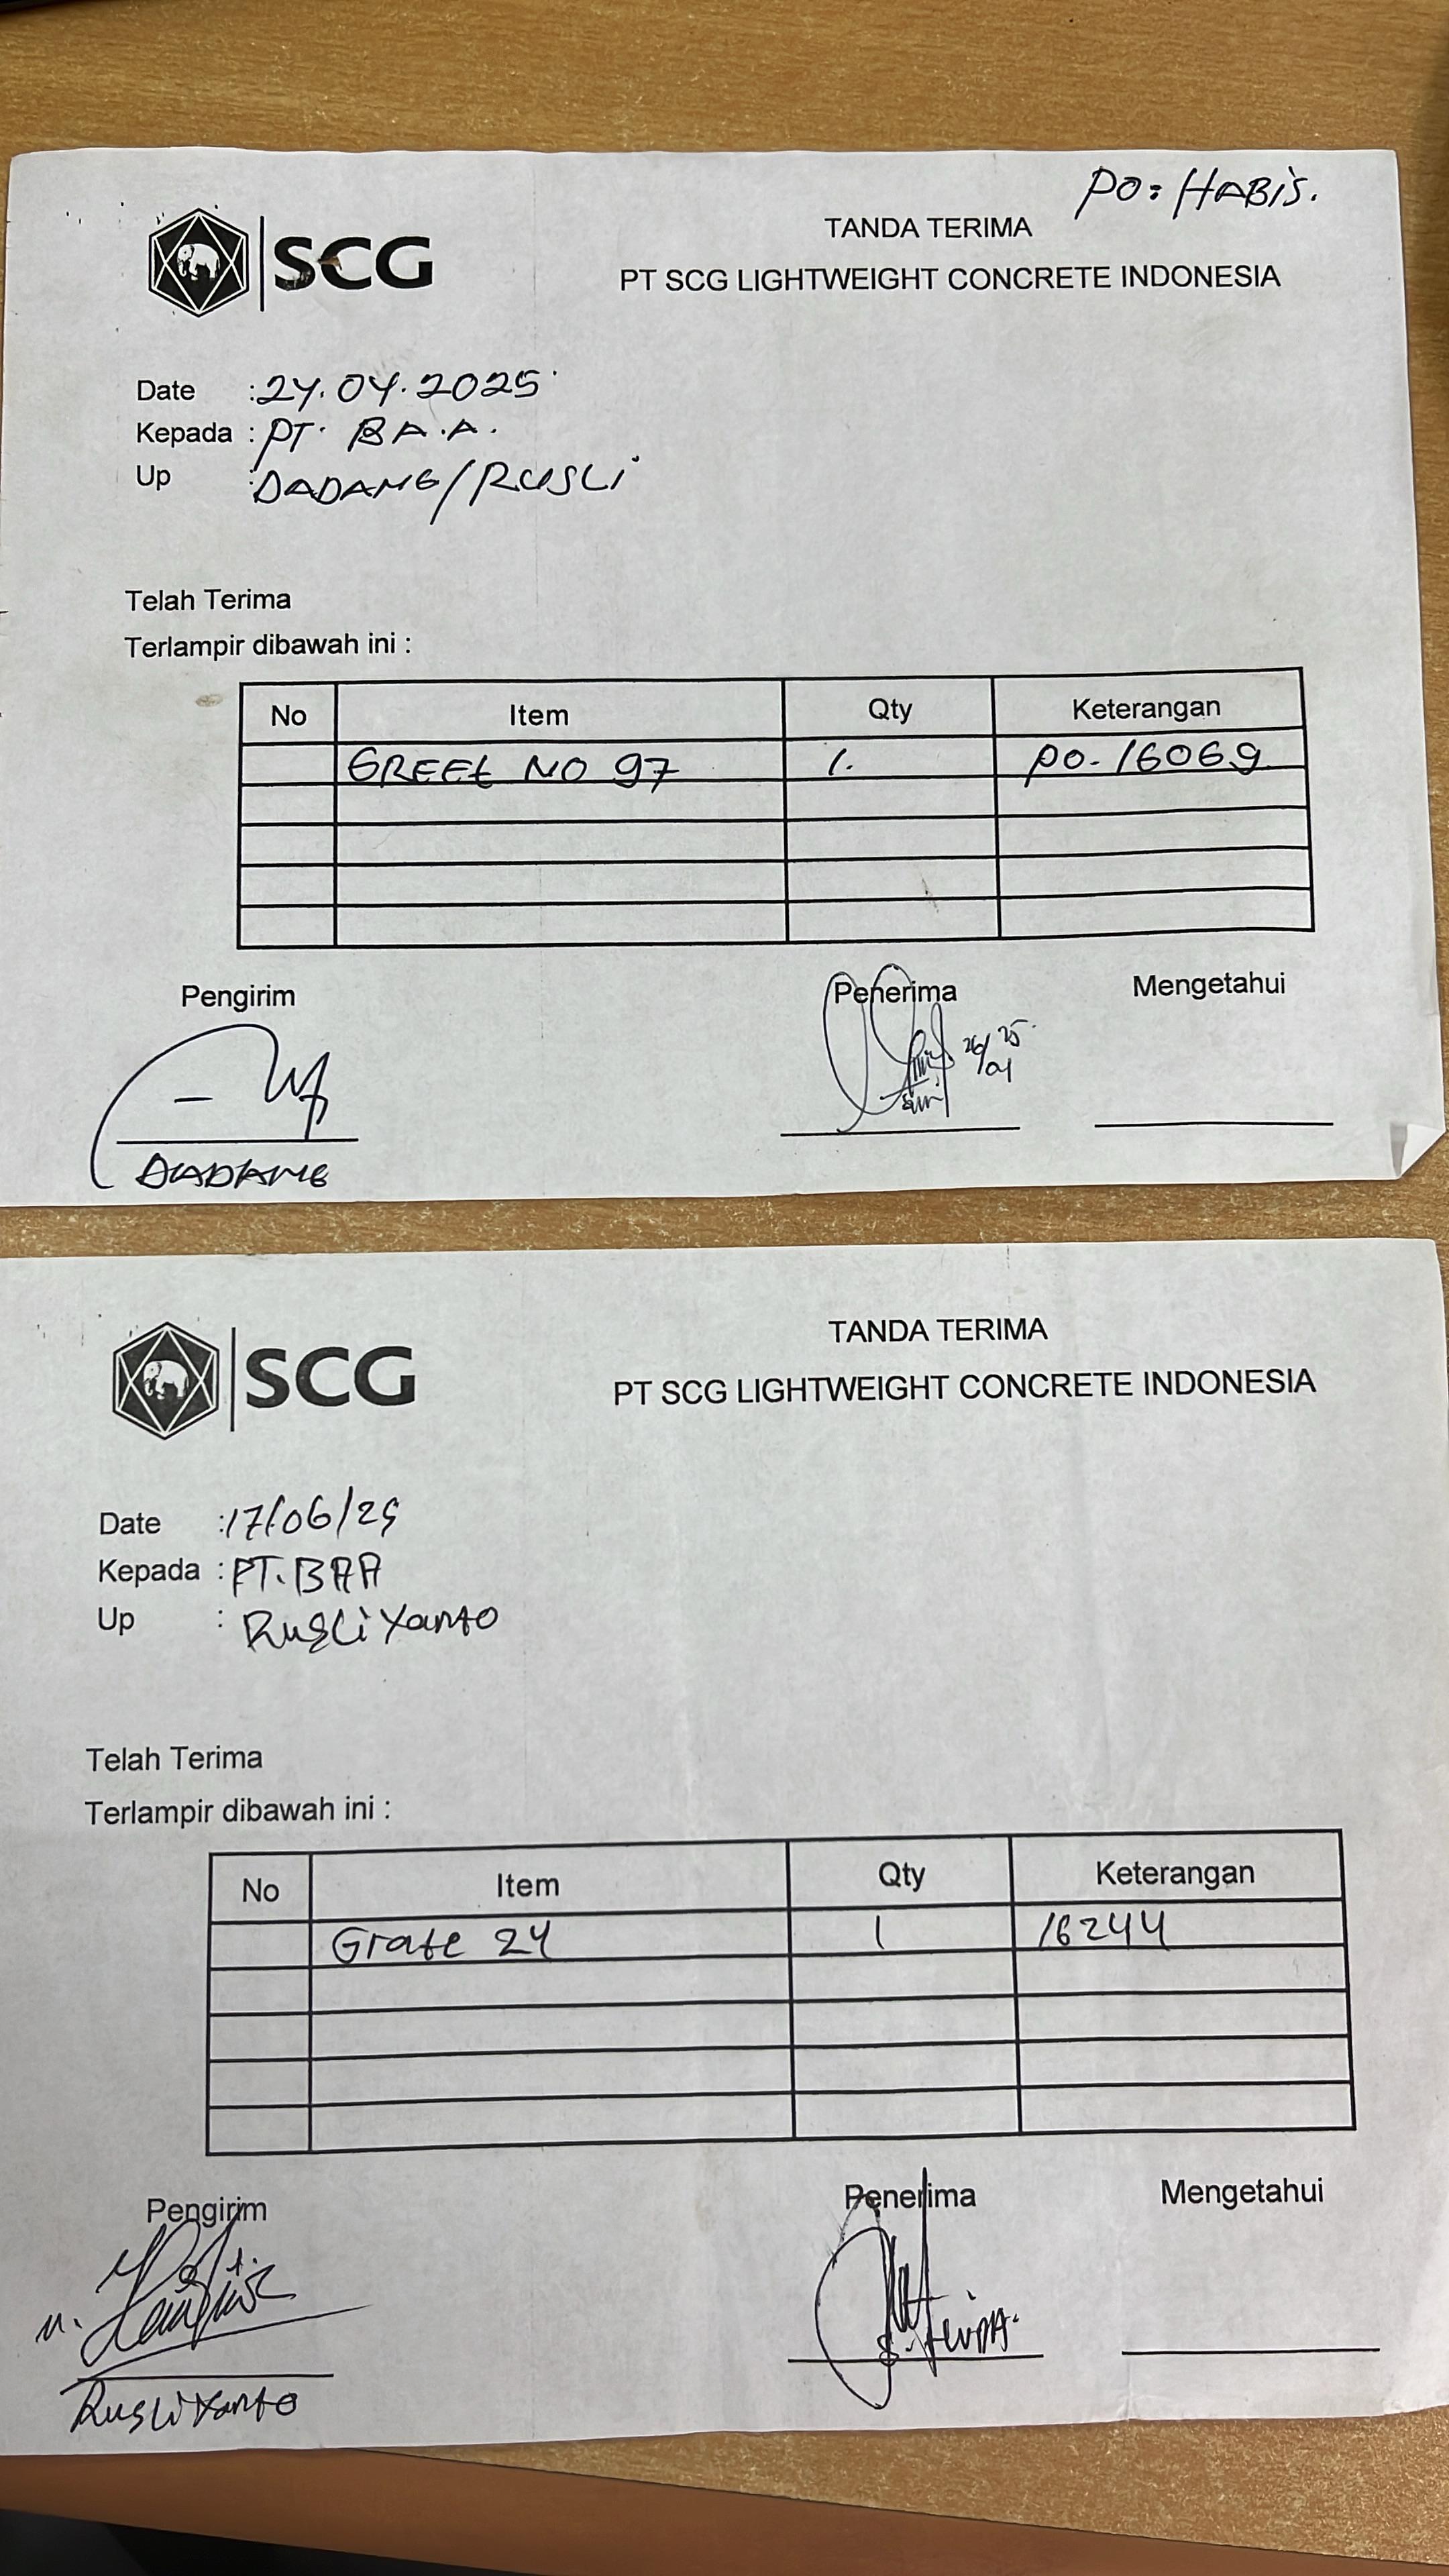 PO: HABIS.
SCG
TANDA TERIMA
PT SCG LIGHTWEIGHT CONCRETE INDONESIA
Date : 24.04.2025
Kepada : PT. BA.A.
Up : DADANG/RUSLI
Telah Terima
Terlampir dibawah ini :
No Item Qty Keterangan
NO 97 1. PO. 16069
Pengirim Penerima Mengetahui
26/04 25
DADANG
SCG
TANDA TERIMA
PT SCG LIGHTWEIGHT CONCRETE INDONESIA
Date : 17/06/25
Kepada : PT. BAA
Up : RUSLi Yanto
Telah Terima
Terlampir dibawah ini :
No Item Qty Keterangan
Grate 24 1 16244
Pengirim Penerima Mengetahui
RUSLiYanto